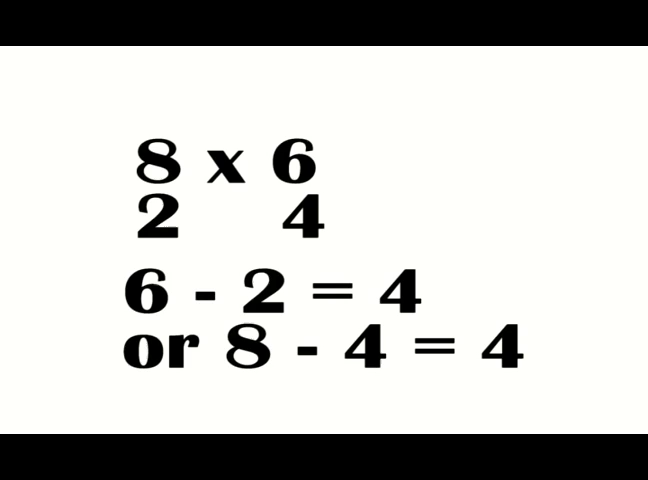 8 x 6
2 4
6 - 2 = 4
or 8 - 4 = 4